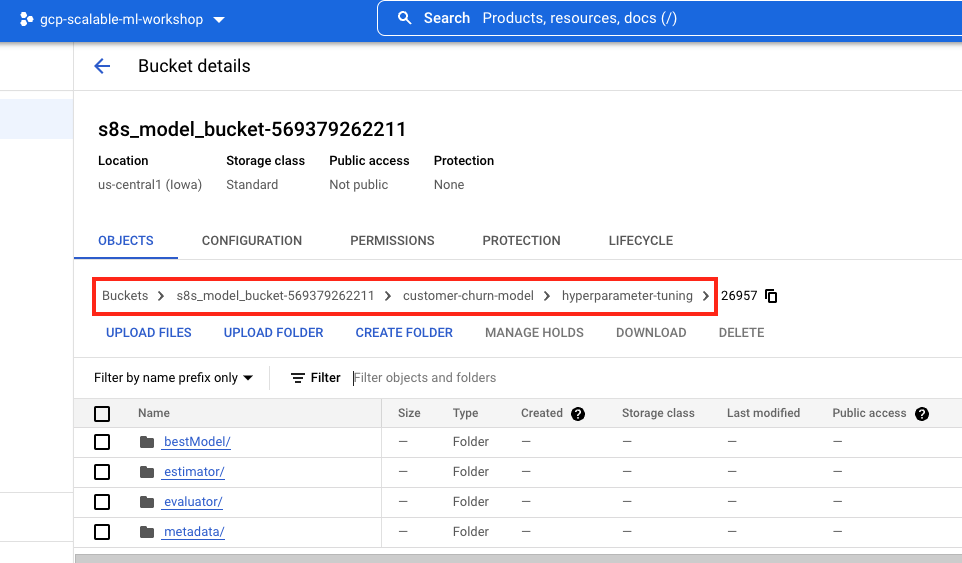 gcp-scalable-ml-workshop Search Products, resources, docs (/)
Bucket details
s8s_model_bucket-569379262211
Location Storage class Public access Protection
us-central1 (Iowa) Standard Not public None
OBJECTS CONFIGURATION PERMISSIONS PROTECTION LIFECYCLE
Buckets > s8s_model_bucket-569379262211 > customer-churn-model > hyperparameter-tuning > 26957
UPLOAD FILES UPLOAD FOLDER CREATE FOLDER MANAGE HOLDS DOWNLOAD DELETE
Filter by name prefix only Filter Filter objects and folders
Name Size Type Created ? Storage class Last modified Public access ?
bestModel/ — Folder — — — —
estimator/ — Folder — — — —
evaluator/ — Folder — — — —
metadata/ — Folder — — — —